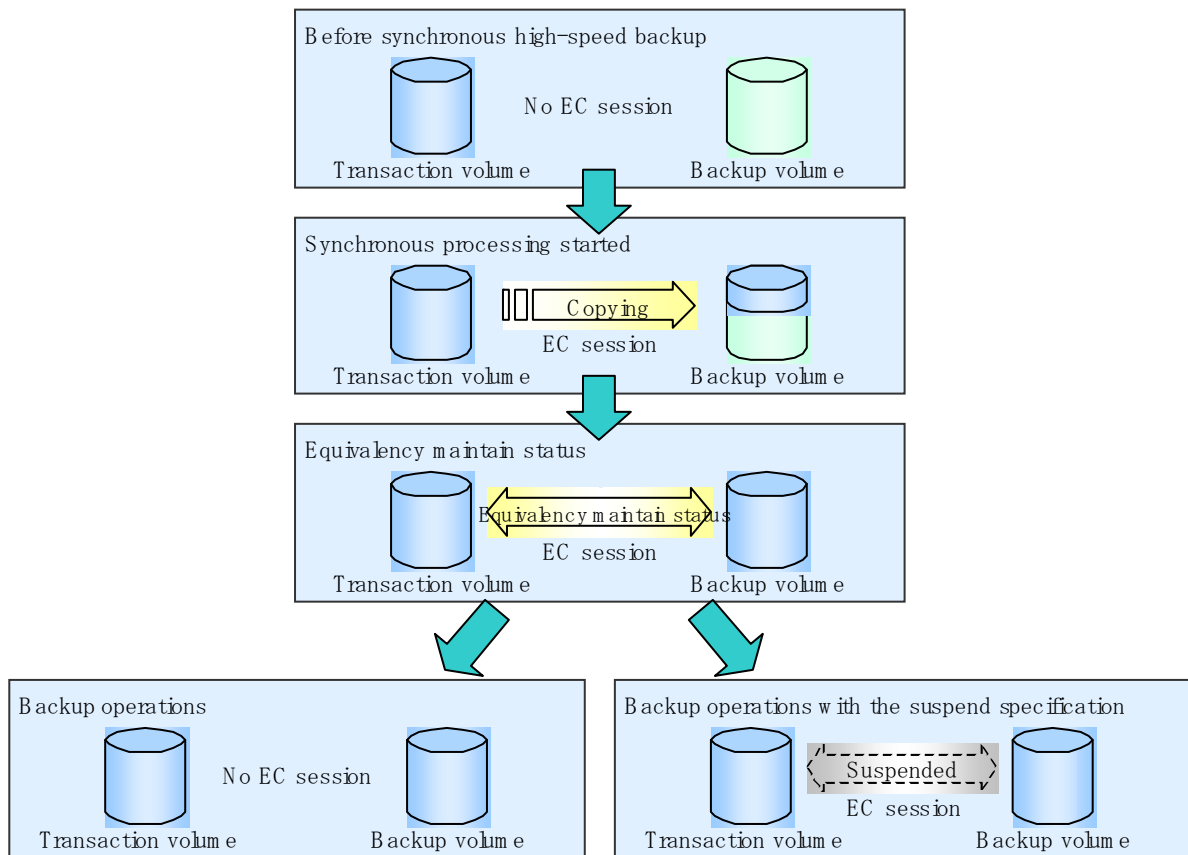 Before synchronous high-speed backup
No EC session
Transaction volume
Backup volume
Synchronous processing started
Copying
EC session
Transaction volume
Backup volume
Equivalency maintain status
Equivalency maintain status
EC session
Transaction volume
Backup volume
Backup operations
No EC session
Transaction volume
Backup volume
Backup operations with the suspend specification
Suspended
EC session
Transaction volume
Backup volume